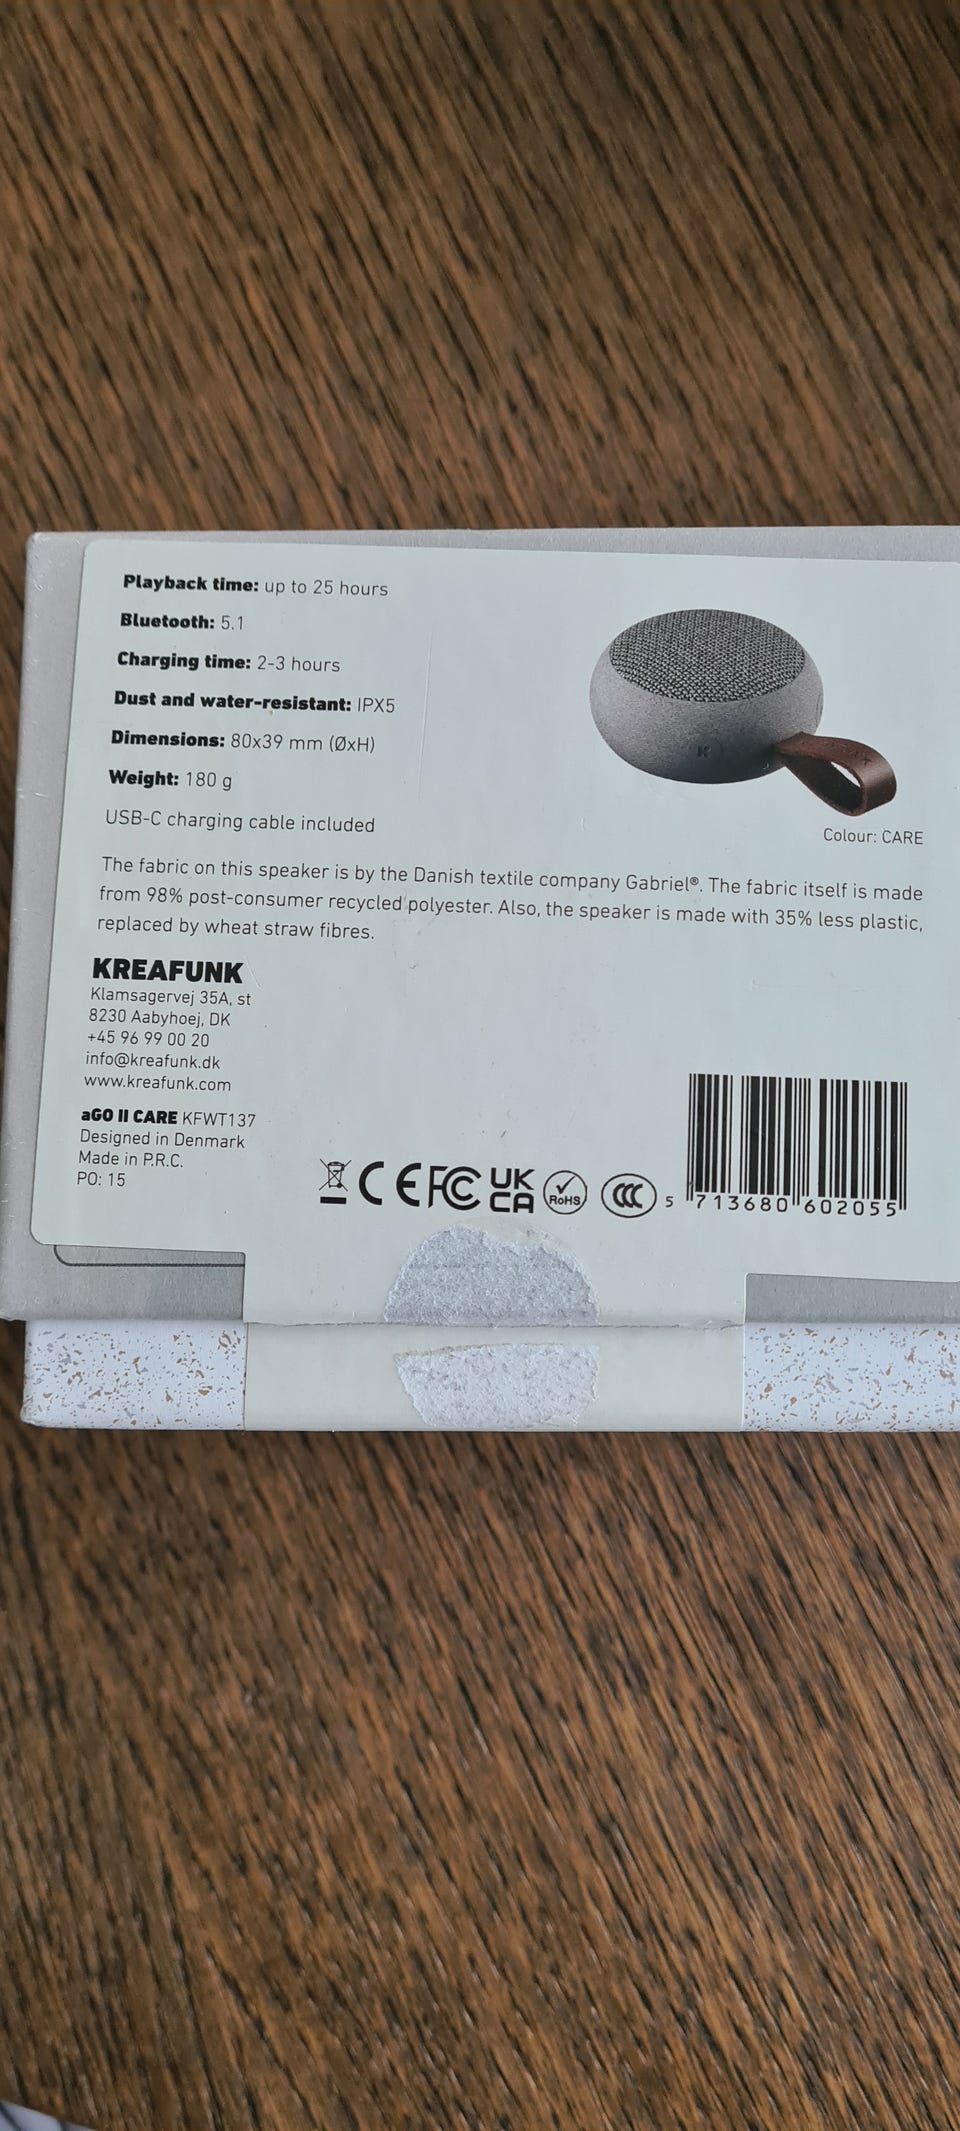 Playback time: up to 25 hours
Bluetooth: 5.1
Charging time: 2-3 hours
Dust and water-resistant: IPX5
Dimensions: 80x39 mm (ØxH)
Weight: 180 g
USB-C charging cable included
Colour: CARE
The fabric on this speaker is by the Danish textile company Gabriel®. The fabric itself is made
from 98% post-consumer recycled polyester. Also, the speaker is made with 35% less plastic,
replaced by wheat straw fibres.
KREAFUNK
Klamsagervej 35A, st
8230 Aabyhoej, DK
+45 96 99 00 20
info@kreafunk.dk
www.kreafunk.com
aGO II CARE KFWT137
Designed in Denmark
Made in P.R.C.
PO: 15
CE FC UK CA RoHS CCC
5 713680 602055